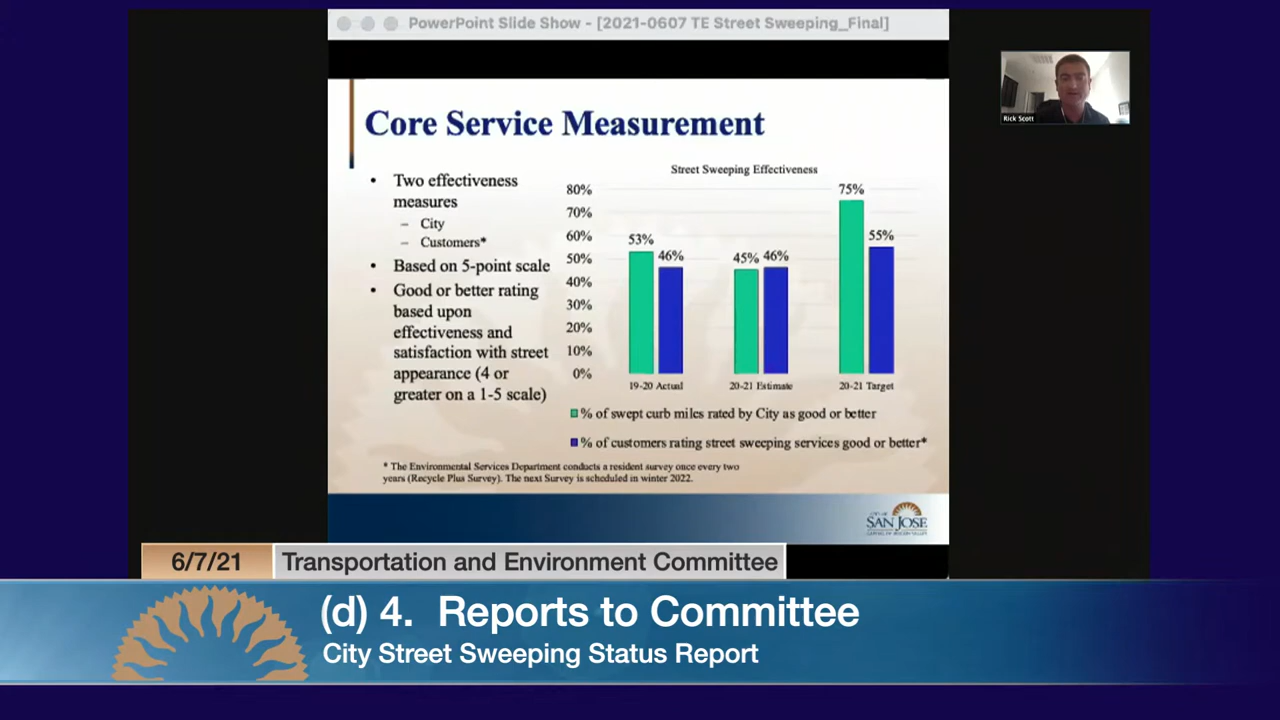 PowerPoint Slide Show - [2021-0607 TE Street Sweeping_Final]
Rick Scott
Core Service Measurement
• Two effectiveness
measures
– City
– Customers*
• Based on 5-point scale
• Good or better rating
based upon
effectiveness and
satisfaction with street
appearance (4 or
greater on a 1-5 scale)
Street Sweeping Effectiveness
80%
70%
60%
50%
40%
30%
20%
10%
0%
53%
46%
45%
46%
75%
55%
19-20 Actual
20-21 Estimate
20-21 Target
% of swept curb miles rated by City as good or better
% of customers rating street sweeping services good or better*
* The Environmental Services Department conducts a resident survey once every two
years (Recycle Plus Survey). The next Survey is scheduled in winter 2022.
CITY OF
SAN JOSE
CAPITAL OF SILICON VALLEY
6/7/21
Transportation and Environment Committee
(d) 4. Reports to Committee
City Street Sweeping Status Report